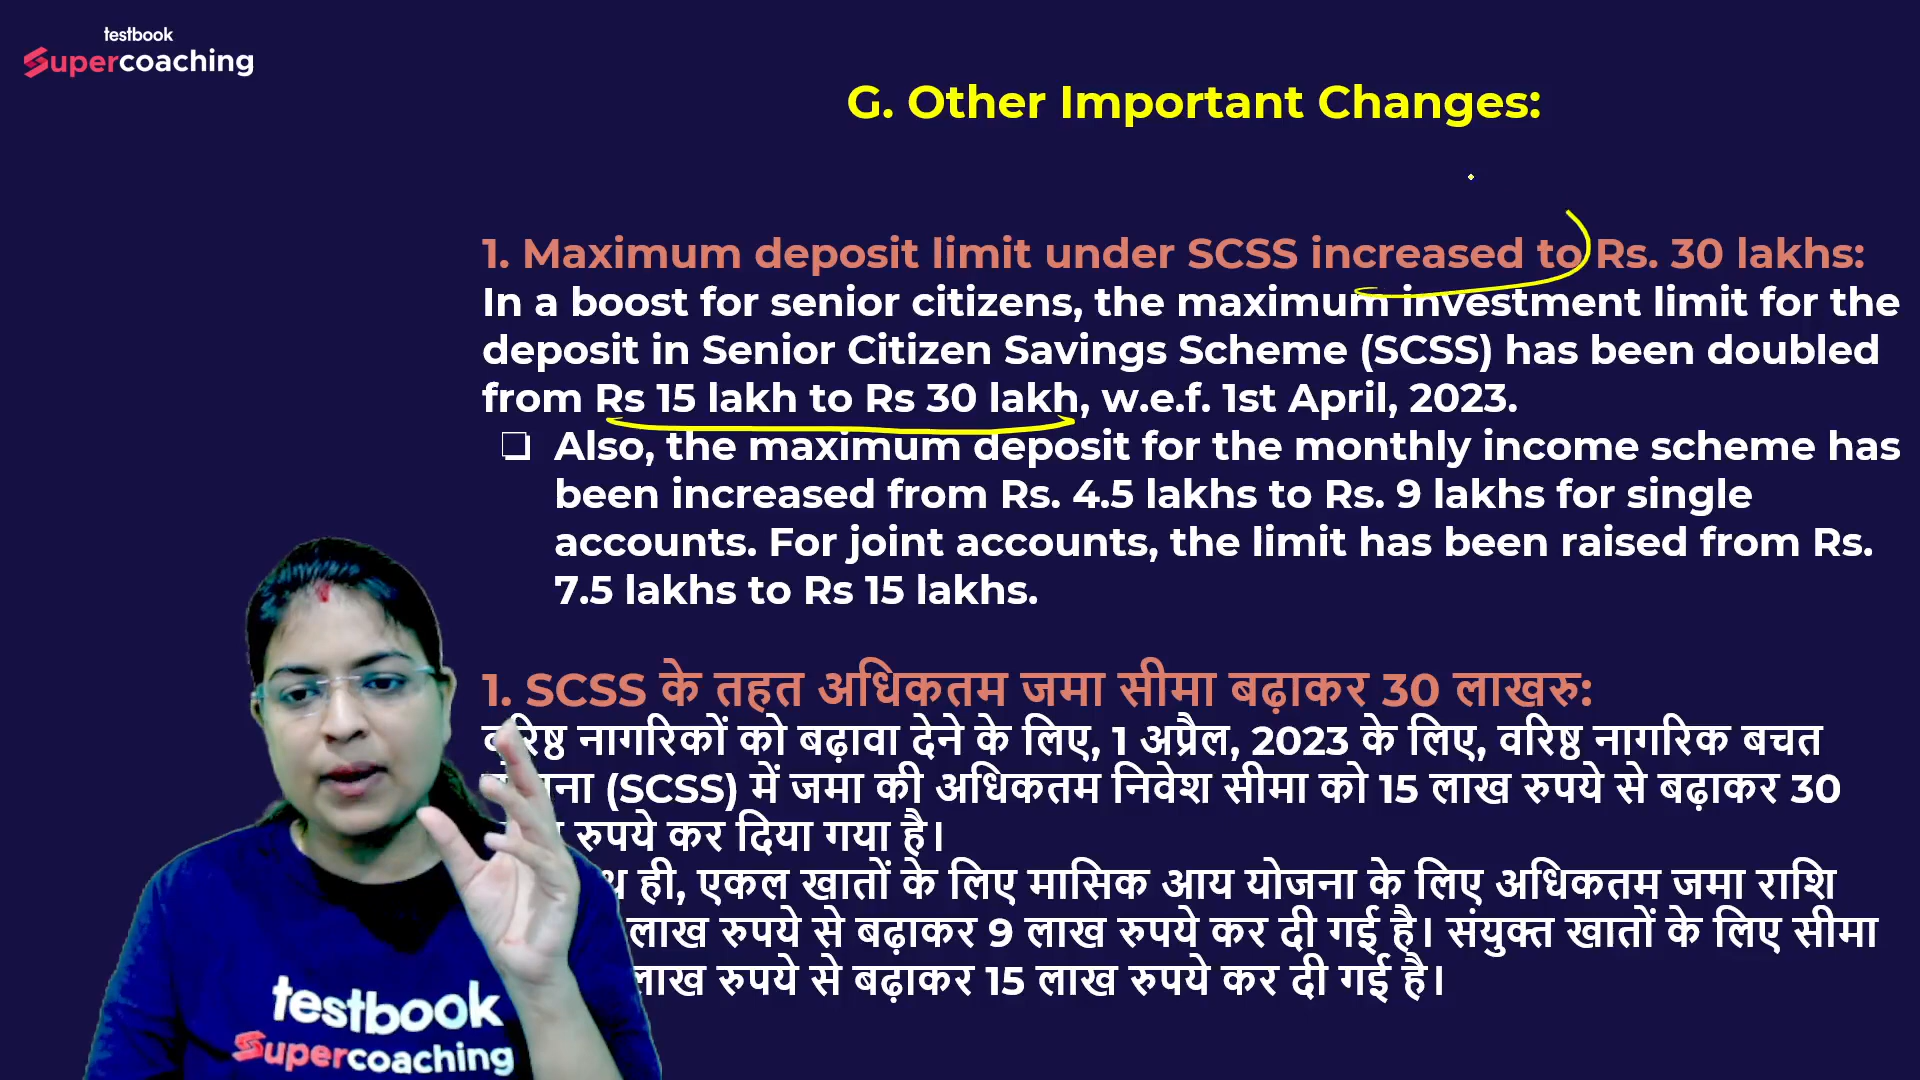 testbook
Supercoaching
G. Other Important Changes:
1. Maximum deposit limit under SCSS increased to Rs. 30 lakhs:
In a boost for senior citizens, the maximum investment limit for the
deposit in Senior Citizen Savings Scheme (SCSS) has been doubled
from Rs 15 lakh to Rs 30 lakh, w.e.f. 1st April, 2023.
❏ Also, the maximum deposit for the monthly income scheme has
been increased from Rs. 4.5 lakhs to Rs. 9 lakhs for single
accounts. For joint accounts, the limit has been raised from Rs.
7.5 lakhs to Rs 15 lakhs.
1. SCSS के तहत अधिकतम जमा सीमा बढ़ाकर 30 लाखरु:
वरिष्ठ नागरिकों को बढ़ावा देने के लिए, 1 अप्रैल, 2023 के लिए, वरिष्ठ नागरिक बचत
(SCSS) में जमा की अधिकतम निवेश सीमा को 15 लाख रुपये से बढ़ाकर 30
रुपये कर दिया गया है।
ही, एकल खातों के लिए मासिक आय योजना के लिए अधिकतम जमा राशि
लाख रुपये से बढ़ाकर 9 लाख रुपये कर दी गई है। संयुक्त खातों के लिए सीमा
लाख रुपये से बढ़ाकर 15 लाख रुपये कर दी गई है।
testbook
Supercoaching